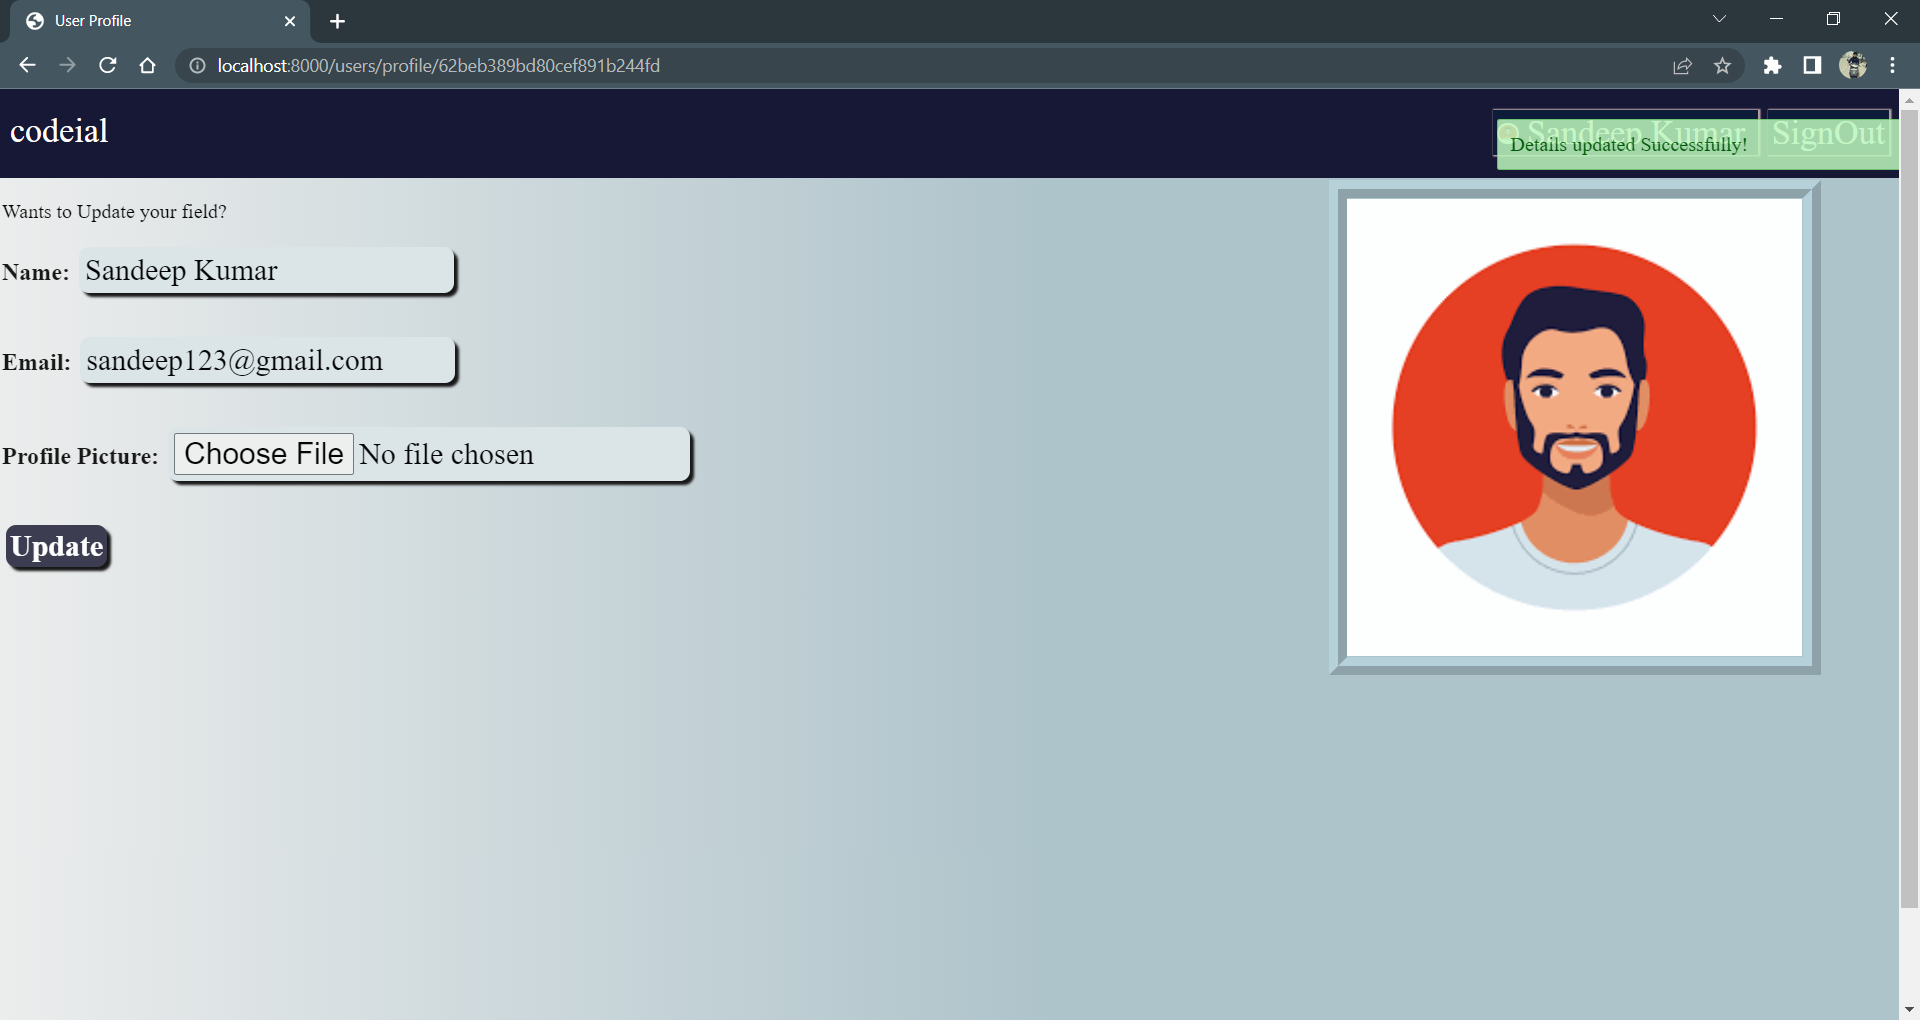 User Profile
localhost:8000/users/profile/62beb389bd80cef891b244fd
codeial
Sandeep Kumar
SignOut
Details updated Successfully!
Wants to Update your field?
Name: Sandeep Kumar
Email: sandeep123@gmail.com
Profile Picture: Choose File No file chosen
Update